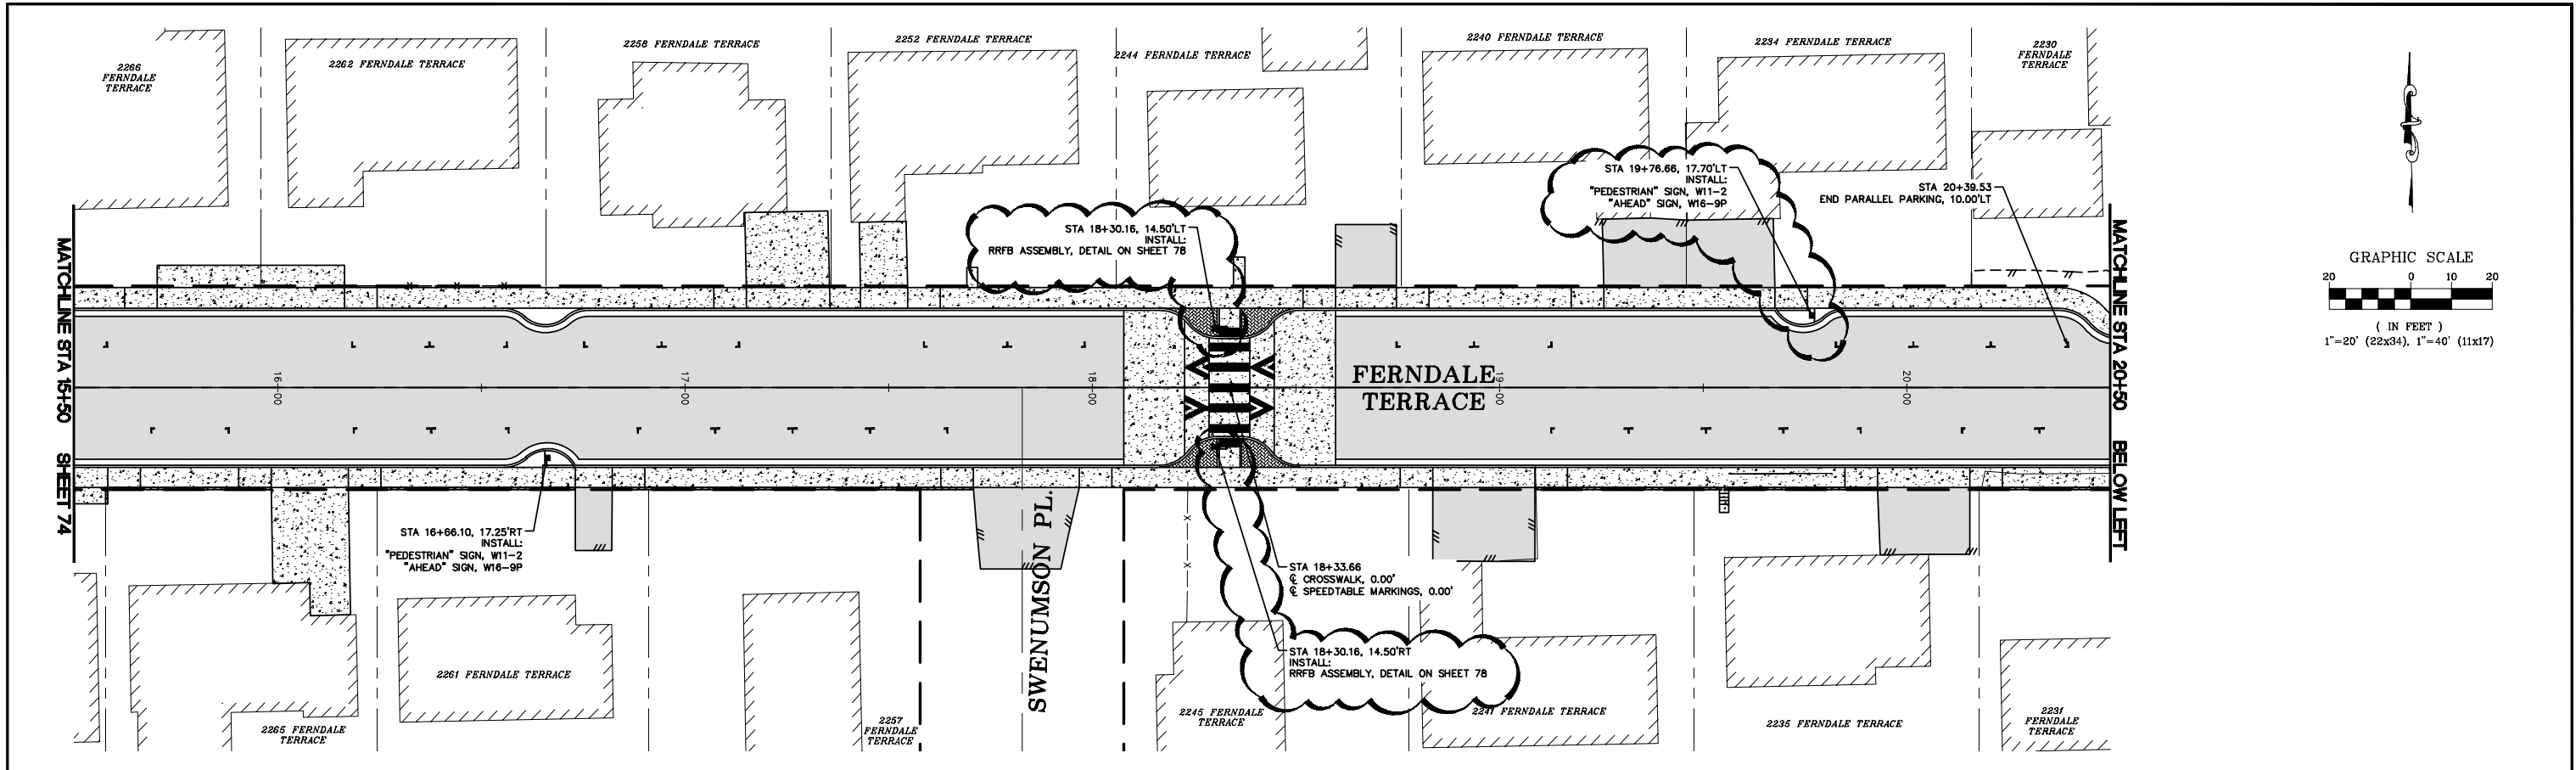 2266
FERNDALE
TERRACE
2262 FERNDALE TERRACE
2258 FERNDALE TERRACE
2252 FERNDALE TERRACE
2244 FERNDALE TERRACE
2240 FERNDALE TERRACE
2234 FERNDALE TERRACE
2230
FERNDALE
TERRACE
STA 18+30.16, 14.50'LT
INSTALL:
RRFB ASSEMBLY, DETAIL ON SHEET 78
STA 19+76.66, 17.70'LT
INSTALL:
"PEDESTRIAN" SIGN, W11-2
"AHEAD" SIGN, W16-9P
STA 20+39.53
END PARALLEL PARKING, 10.00'LT
MATCHLINE STA 15+50 SHEET 74
16+00
17+00
18+00
FERNDALE
TERRACE
19+00
20+00
MATCHLINE STA 20+50 BELOW LEFT
GRAPHIC SCALE
20 0 10 20
( IN FEET )
1"=20' (22x34), 1"=40' (11x17)
STA 16+66.10, 17.25'RT
INSTALL:
"PEDESTRIAN" SIGN, W11-2
"AHEAD" SIGN, W16-9P
SWENUMSON PL.
STA 18+33.66
℄ CROSSWALK, 0.00'
℄ SPEEDTABLE MARKINGS, 0.00'
STA 18+30.16, 14.50'RT
INSTALL:
RRFB ASSEMBLY, DETAIL ON SHEET 78
2265 FERNDALE
TERRACE
2261 FERNDALE TERRACE
2257
FERNDALE
TERRACE
2245 FERNDALE
TERRACE
2241 FERNDALE TERRACE
2235 FERNDALE TERRACE
2231
FERNDALE
TERRACE